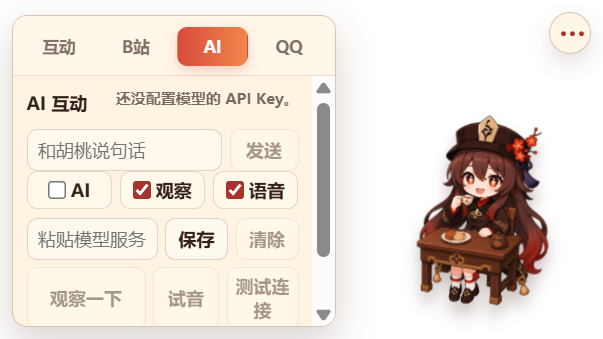 互动 B站 AI QQ
AI 互动 还没配置模型的 API Key。
和胡桃说句话 发送
AI 观察 语音
粘贴模型服务 保存 清除
观察一下 试音 测试连
接